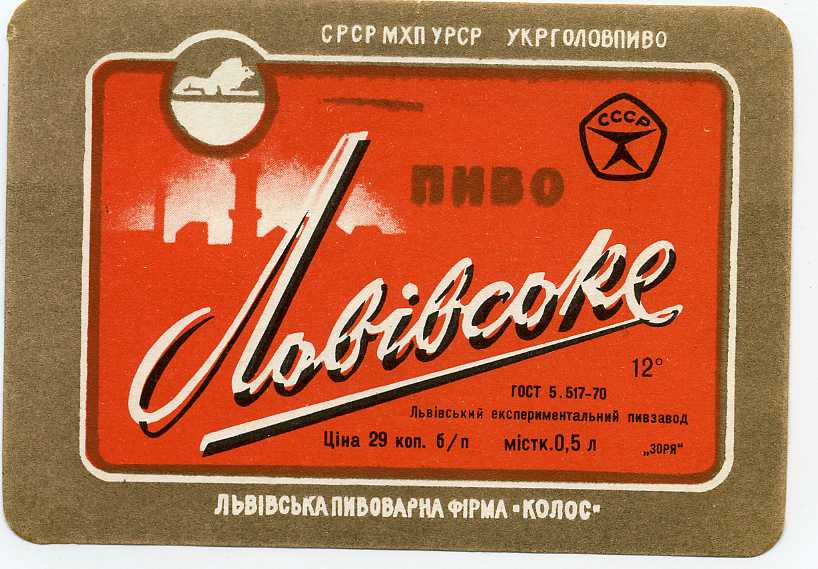 СРСР МХП УРСР УКРГОЛОВПИВО
СССР
ПИВО
Львівське
12°
ГОСТ 5.517-70
Львівський експериментальний пивзавод
Ціна 29 коп. б/п містк.0,5 л „ЗОРЯ"
ЛЬВІВСЬКА ПИВОВАРНА ФІРМА "КОЛОС"